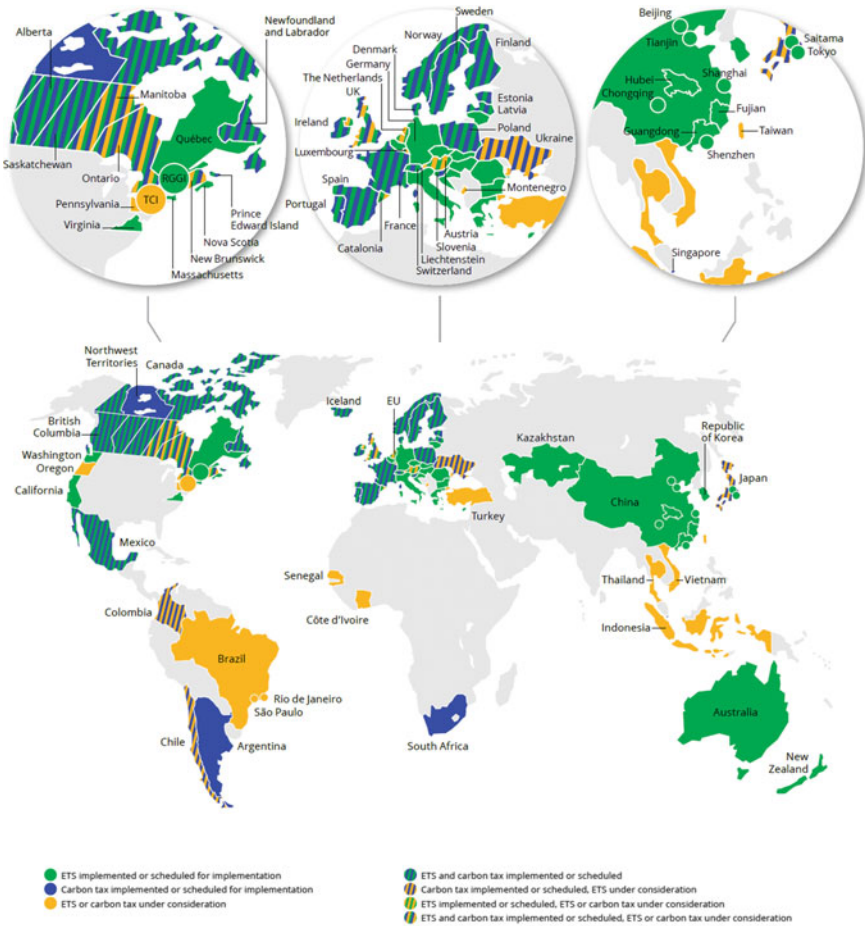 Alberta
Newfoundland
and Labrador
Manitoba
Québec
Saskatchewan
Ontario
RGGI
TCI
Pennsylvania
Virginia
Prince
Edward Island
Nova Scotia
New Brunswick
Massachusetts
Sweden
Norway
Denmark
Germany
Finland
The Netherlands
UK
Estonia
Latvia
Ireland
Poland
Ukraine
Luxembourg
Spain
Montenegro
Portugal
France
Austria
Catalonia
Slovenia
Liechtenstein
Switzerland
Beijing
Tianjin
Saitama
Tokyo
Hubei
Shanghai
Chongqing
Fujian
Guangdong
Taiwan
Shenzhen
Singapore
Northwest
Territories
Canada
Iceland
EU
British
Columbia
Kazakhstan
Republic
of Korea
Washington
Oregon
Japan
California
China
Turkey
Mexico
Senegal
Thailand
Vietnam
Colombia
Côte d'Ivoire
Indonesia
Brazil
Rio de Janeiro
São Paulo
Australia
Chile
Argentina
South Africa
New
Zealand
ETS implemented or scheduled for implementation
Carbon tax implemented or scheduled for implementation
ETS or carbon tax under consideration
ETS and carbon tax implemented or scheduled
Carbon tax implemented or scheduled, ETS under consideration
ETS implemented or scheduled, ETS or carbon tax under consideration
ETS and carbon tax implemented or scheduled, ETS or carbon tax under consideration